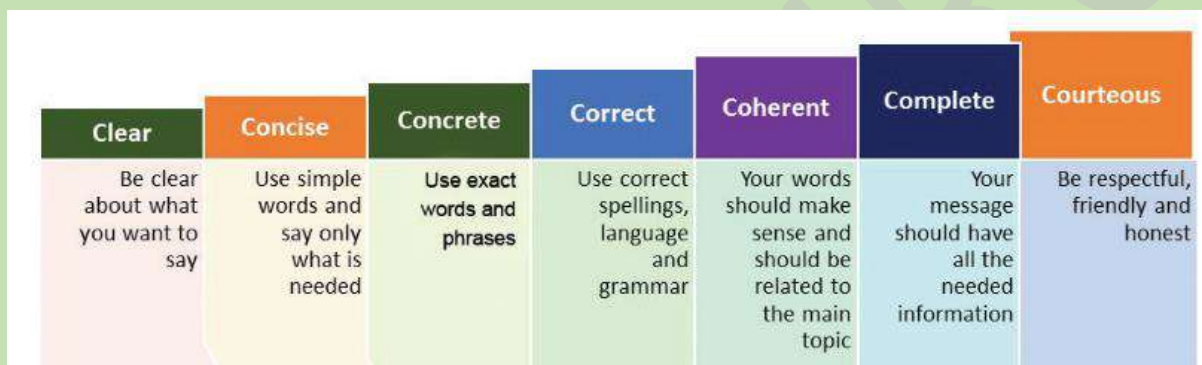 Clear
Be clear
about what
you want to
say
Concise
Use simple
words and
say only
what is
needed
Concrete
Use exact
words and
phrases
Correct
Use correct
spellings,
language
and
grammar
Coherent
Your words
should make
sense and
should be
related to
the main
topic
Complete
Your
message
should have
all the
needed
information
Courteous
Be respectful,
friendly and
honest